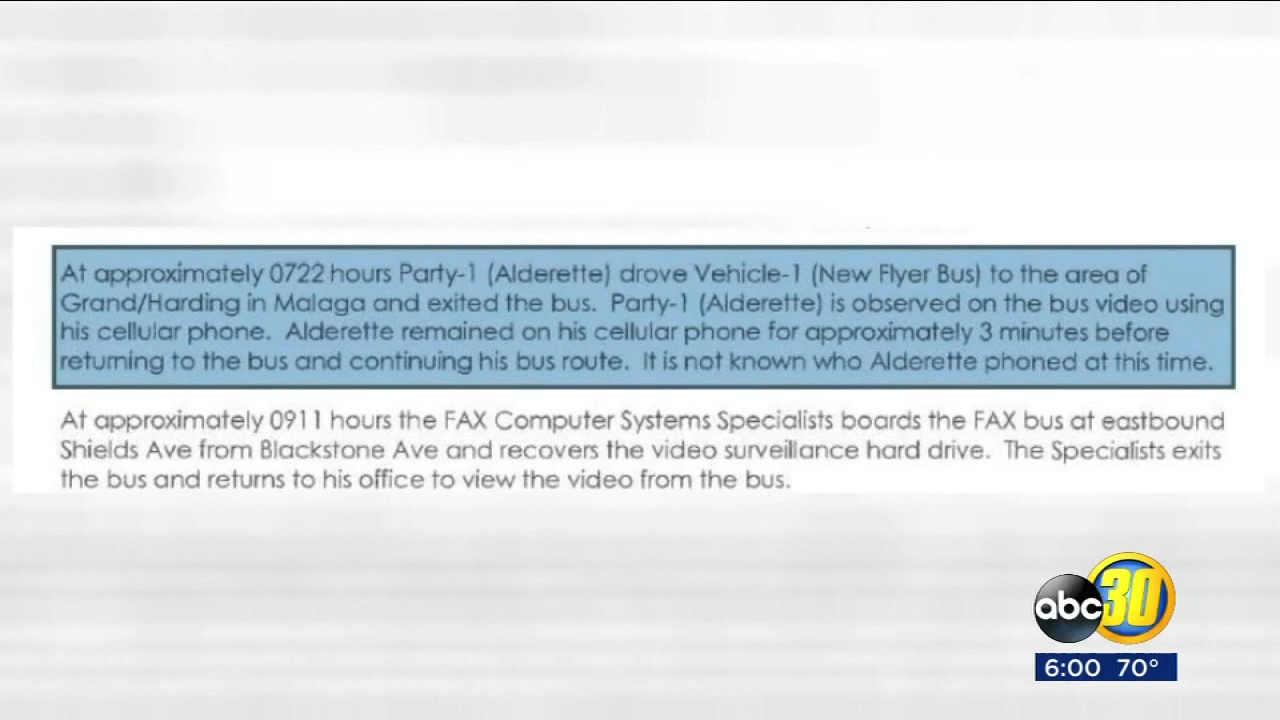 At approximately 0722 hours Party-1 (Alderette) drove Vehicle-1 (New Flyer Bus) to the area of
Grand/Harding in Malaga and exited the bus. Party-1 (Alderette) is observed on the bus video using
his cellular phone. Alderette remained on his cellular phone for approximately 3 minutes before
returning to the bus and continuing his bus route. It is not known who Alderette phoned at this time.
At approximately 0911 hours the FAX Computer Systems Specialists boards the FAX bus at eastbound
Shields Ave from Blackstone Ave and recovers the video surveillance hard drive. The Specialists exits
the bus and returns to his office to view the video from the bus.
abc 30
6:00 70°